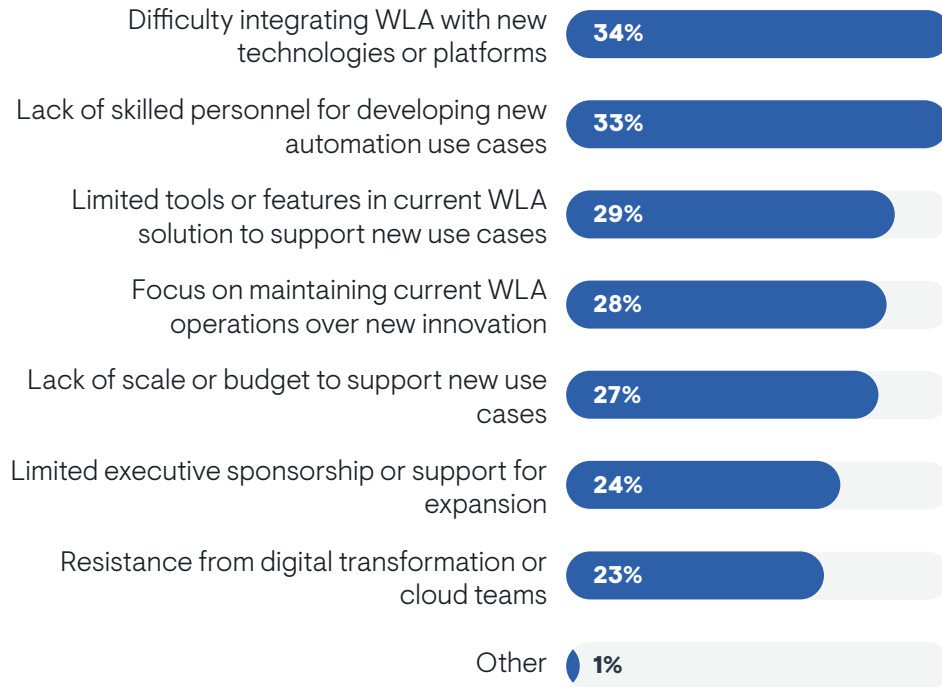 Difficulty integrating WLA with new
technologies or platforms
34%
Lack of skilled personnel for developing new
automation use cases
33%
Limited tools or features in current WLA
solution to support new use cases
29%
Focus on maintaining current WLA
operations over new innovation
28%
Lack of scale or budget to support new use
cases
27%
Limited executive sponsorship or support for
expansion
24%
Resistance from digital transformation or
cloud teams
23%
Other
1%